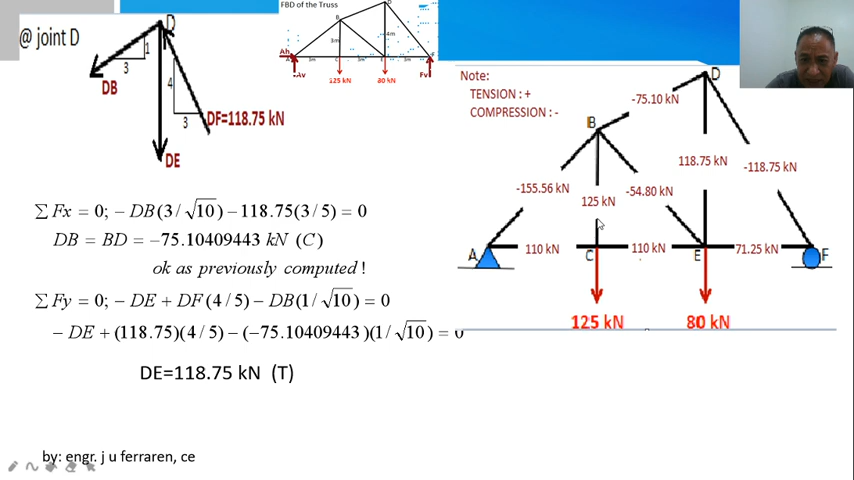 @ joint D
D
1
3
DB
4
3
DF=118.75 kN
DE
FBD of the Truss
B
3m
4m
Ah
Av
125 kN
80 kN
Fv
Note:
TENSION : +
COMPRESSION : -
D
-75.10 kN
B
118.75 kN
-118.75 kN
-155.56 kN
-54.80 kN
125 kN
A
110 kN
C
110 kN
E
71.25 kN
F
125 kN
80 kN
∑ Fx = 0; − DB(3/√10) −118.75(3/5) = 0
DB = BD = −75.10409443 kN (C)
ok as previously computed !
∑ Fy = 0; − DE + DF(4/5) − DB(1/√10) = 0
− DE + (118.75)(4/5) − (−75.10409443)(1/√10) = 0
DE=118.75 kN (T)
by: engr. j u ferraren, ce